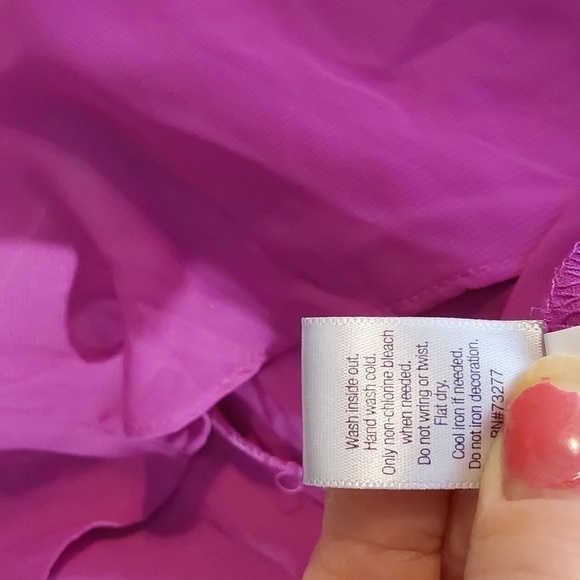 Wash inside out.
Hand wash cold.
Only non-chlorine bleach
when needed.
Do not wring or twist.
Flat dry.
Cool iron if needed.
Do not iron decoration.
RN#73277